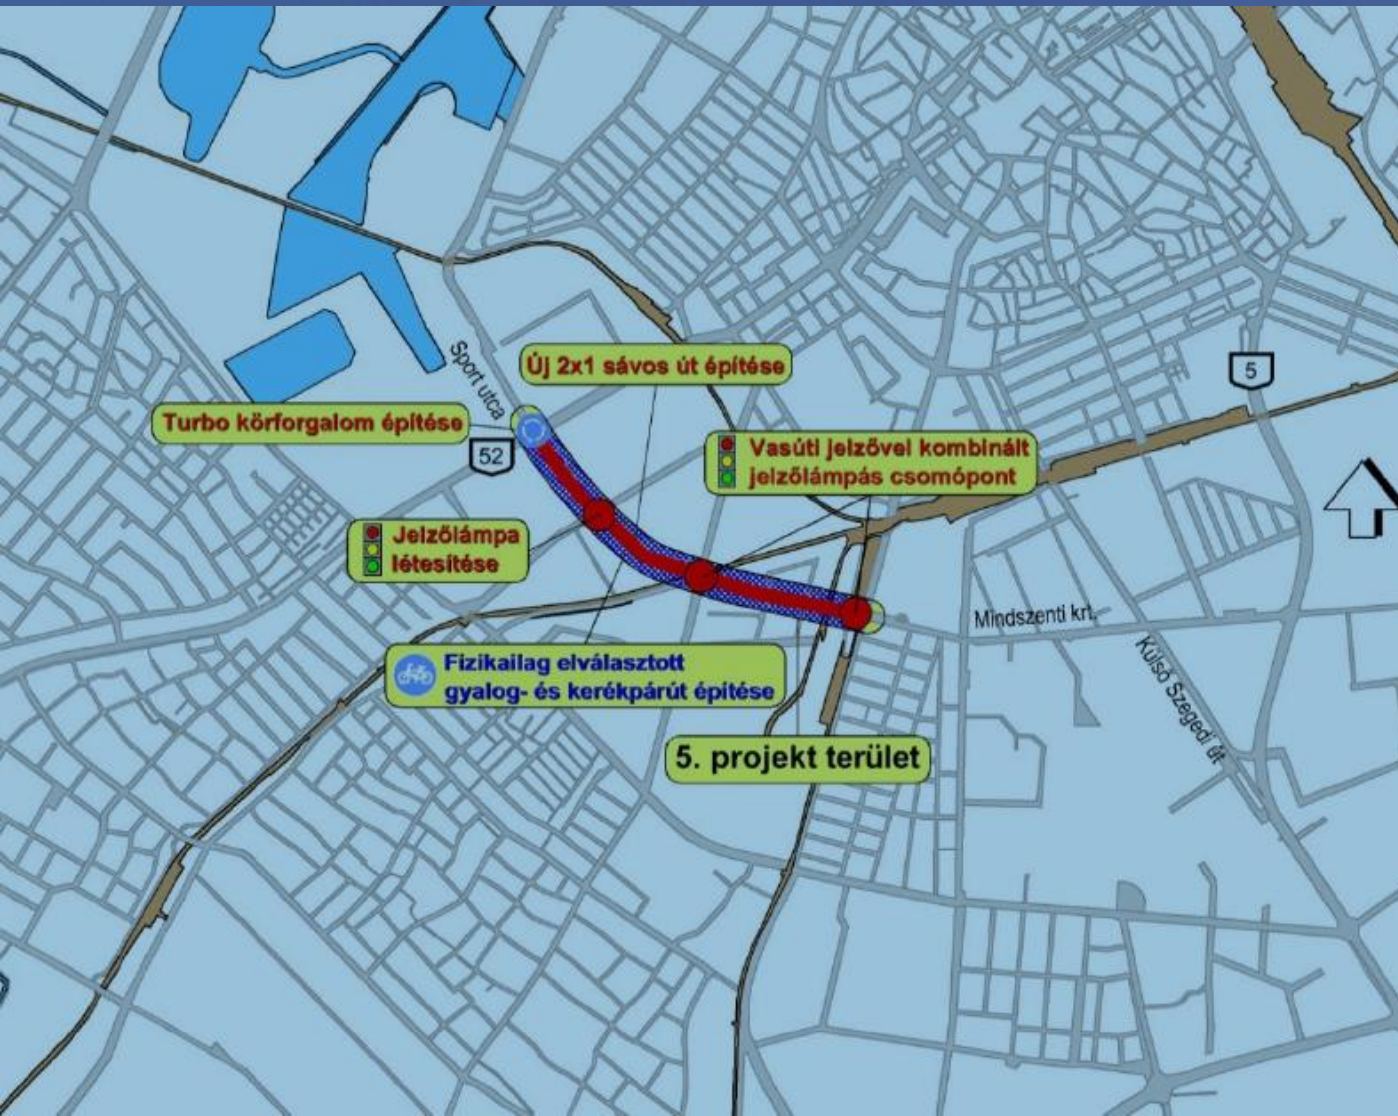 Sport utca
Új 2x1 sávos út építése
5
Turbo körforgalom építése
52
Vasúti jelzővel kombinált
jelzőlámpás csomópont
Jelzőlámpa
létesítése
Mindszenti krt.
Külső Szegedi út
Fizikailag elválasztott
gyalog- és kerékpárút építése
5. projekt terület